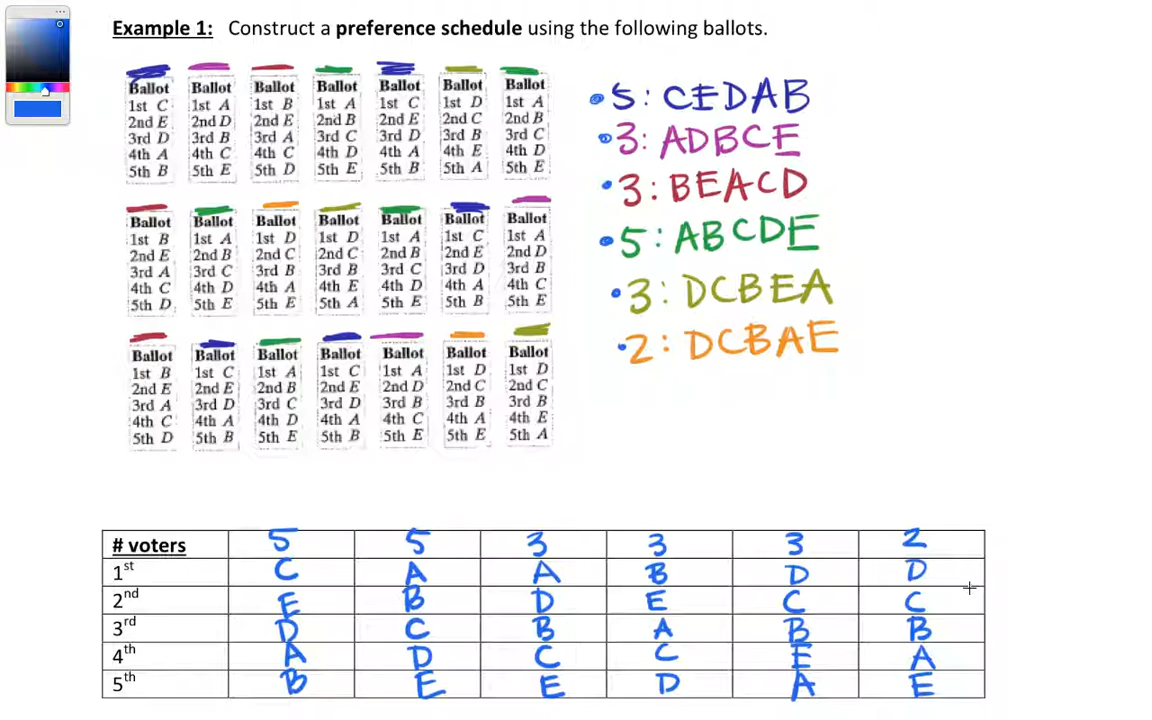 Example 1: Construct a preference schedule using the following ballots.
Ballot Ballot Ballot Ballot Ballot Ballot Ballot
1st C 1st A 1st B 1st A 1st C 1st D 1st A
2nd E 2nd D 2nd E 2nd B 2nd E 2nd C 2nd B
3rd D 3rd B 3rd A 3rd C 3rd D 3rd B 3rd C
4th A 4th C 4th C 4th D 4th A 4th E 4th D
5th B 5th E 5th D 5th E 5th B 5th A 5th E
Ballot Ballot Ballot Ballot Ballot Ballot Ballot
1st B 1st A 1st D 1st D 1st A 1st C 1st A
2nd E 2nd B 2nd C 2nd C 2nd B 2nd E 2nd D
3rd A 3rd C 3rd B 3rd B 3rd C 3rd D 3rd B
4th C 4th D 4th A 4th E 4th D 4th A 4th C
5th D 5th E 5th E 5th A 5th E 5th B 5th E
Ballot Ballot Ballot Ballot Ballot Ballot Ballot
1st B 1st C 1st A 1st C 1st A 1st D 1st D
2nd E 2nd E 2nd B 2nd E 2nd D 2nd C 2nd C
3rd A 3rd D 3rd C 3rd D 3rd B 3rd B 3rd B
4th C 4th A 4th D 4th A 4th C 4th A 4th E
5th D 5th B 5th E 5th B 5th E 5th E 5th A
• 5: CEDAB
• 3: ADBCE
• 3: BEACD
• 5: ABCDE
• 3: DCBEA
• 2: DCBAE
# voters 5 5 3 3 3 2
1st C A A B D D
2nd E B D E C C
3rd D C B A B B
4th A D C C E A
5th B E E D A E